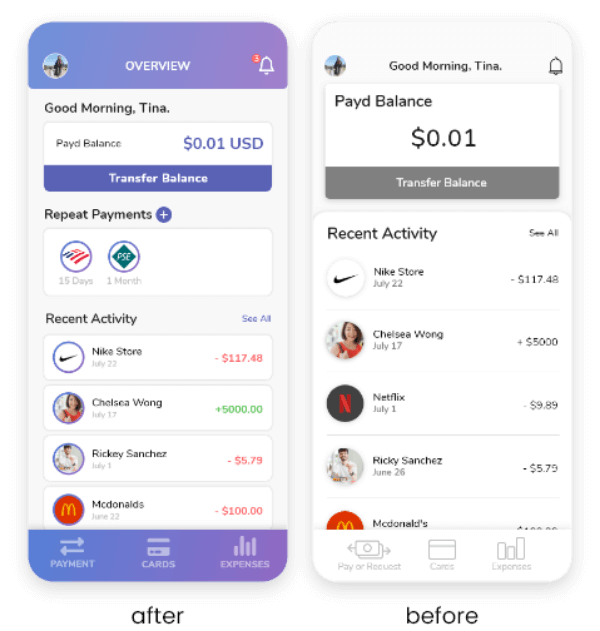 OVERVIEW
3
Good Morning, Tina.
Payd Balance
$0.01 USD
Transfer Balance
Repeat Payments +
PSE
15 Days
1 Month
Recent Activity
See All
Nike Store
July 22
- $117.48
Chelsea Wong
July 17
+5000.00
Rickey Sanchez
July 1
- $5.79
Mcdonalds
June 22
- $100.00
PAYMENT
CARDS
EXPENSES
after
Good Morning, Tina.
Payd Balance
$0.01
Transfer Balance
Recent Activity
See All
Nike Store
July 22
- $117.48
Chelsea Wong
July 17
+ $5000
N
Netflix
July 1
- $9.89
Ricky Sanchez
June 26
- $5.79
McDonald's
Pay or Request
Cards
Expenses
before